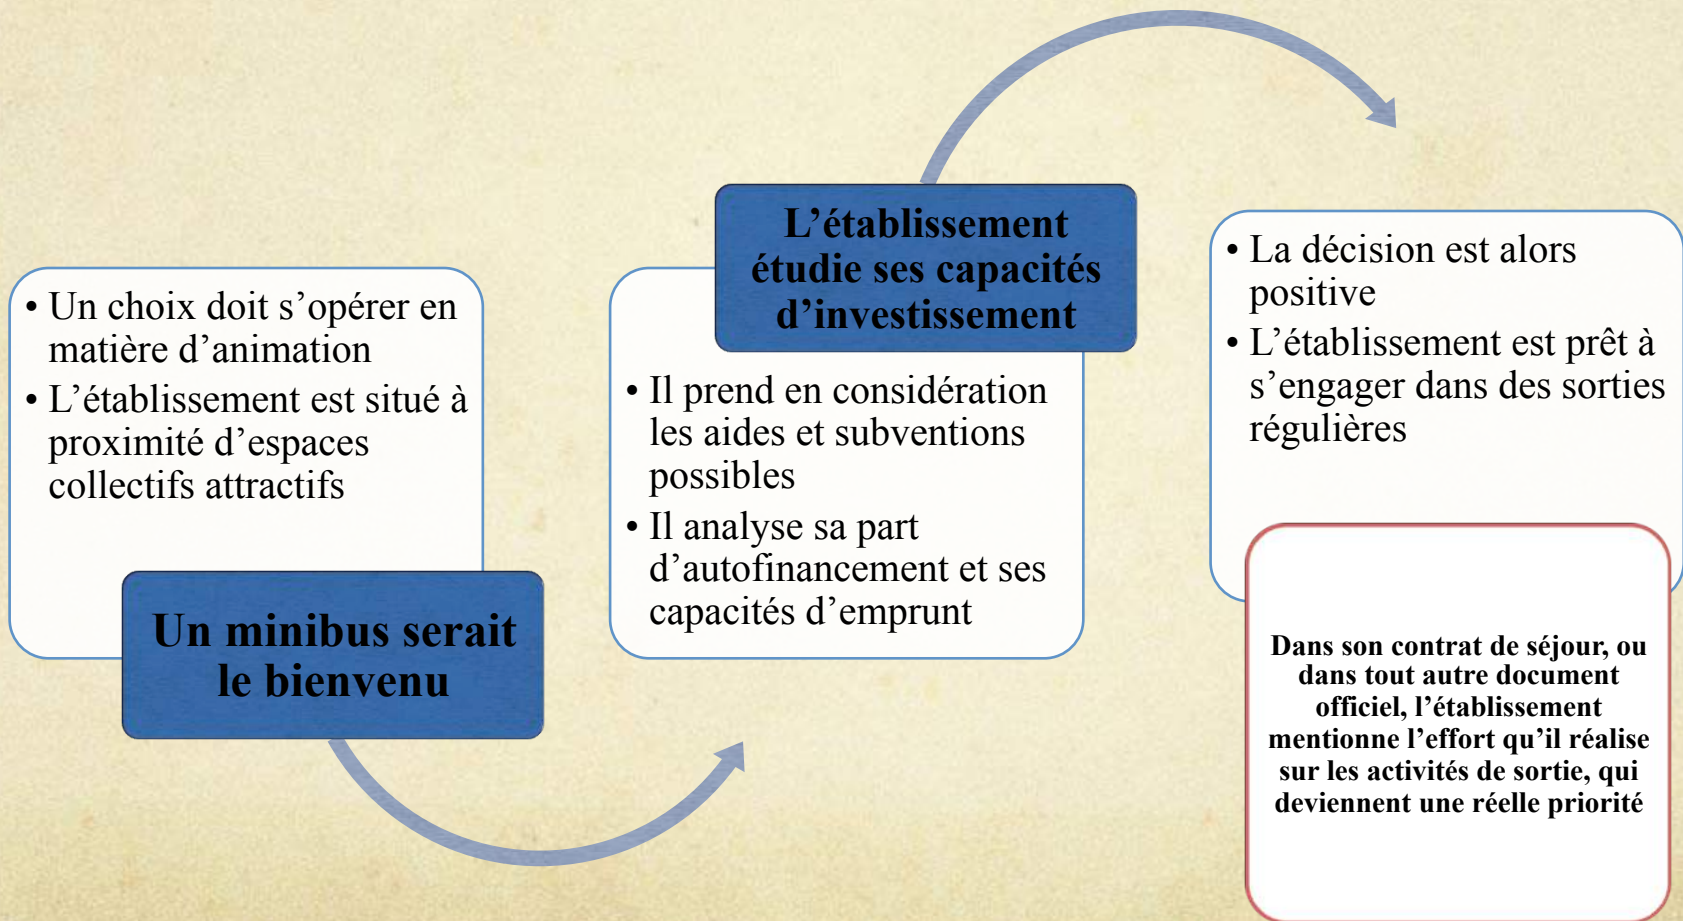 • Un choix doit s’opérer en
matière d’animation
• L’établissement est situé à
proximité d’espaces
collectifs attractifs
Un minibus serait
le bienvenu
L’établissement
étudie ses capacités
d’investissement
• Il prend en considération
les aides et subventions
possibles
• Il analyse sa part
d’autofinancement et ses
capacités d’emprunt
• La décision est alors
positive
• L’établissement est prêt à
s’engager dans des sorties
régulières
Dans son contrat de séjour, ou
dans tout autre document
officiel, l’établissement
mentionne l’effort qu’il réalise
sur les activités de sortie, qui
deviennent une réelle priorité